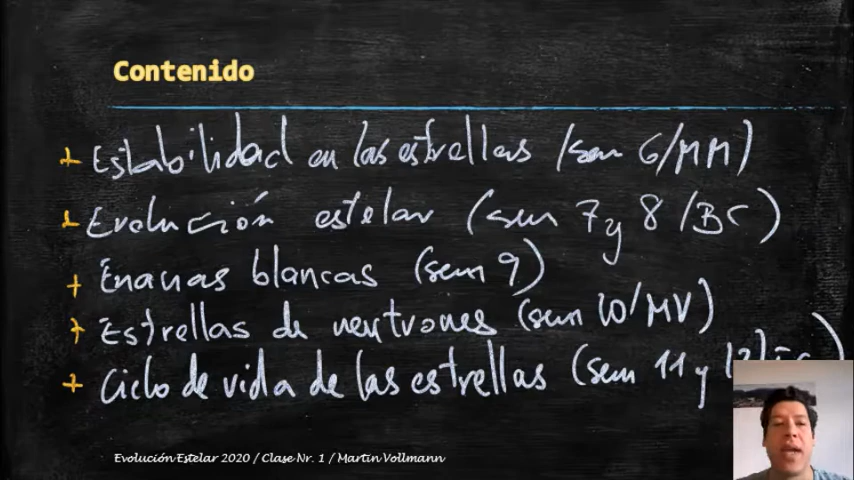 Contenido
+ Estabilidad en las estrellas (sem 6/MM)
+ Evolución estelar (sem 7 y 8/BC)
+ Enanas blancas (sem 9)
+ Estrellas de neutrones (sem 10/MV)
+ Ciclo de vida de las estrellas (sem 11 y 12/
Evolución Estelar 2020 / Clase Nr. 1 / Martin Vollmann